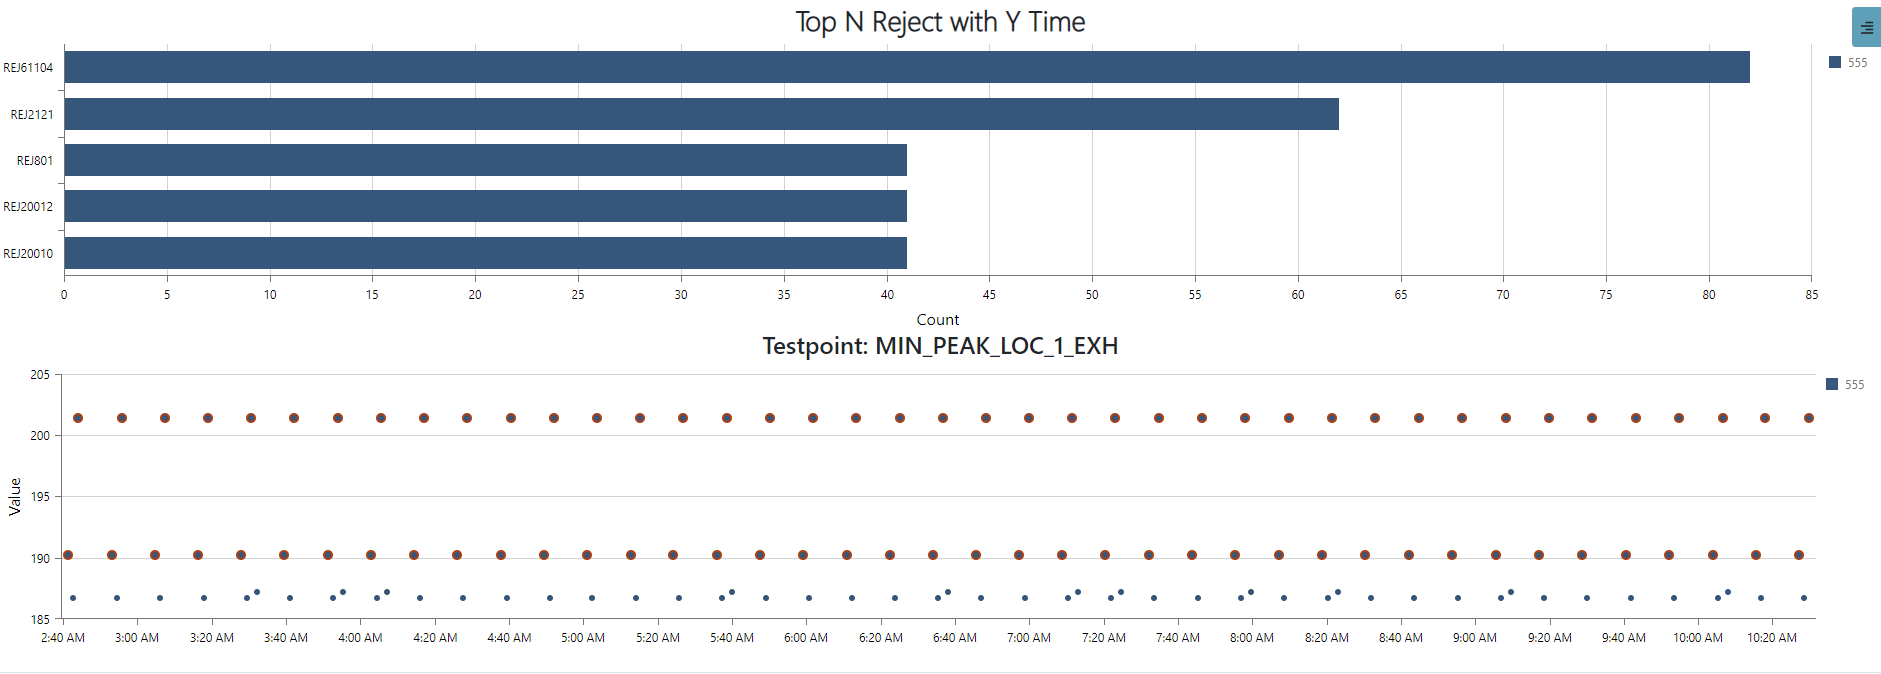 Top N Reject with Y Time
REJ61104
555
REJ2121
REJ801
REJ20012
REJ20010
0 5 10 15 20 25 30 35 40 45 50 55 60 65 70 75 80 85
Count
Testpoint: MIN_PEAK_LOC_1_EXH
205
555
200
195
Value
190
185
2:40 AM 3:00 AM 3:20 AM 3:40 AM 4:00 AM 4:20 AM 4:40 AM 5:00 AM 5:20 AM 5:40 AM 6:00 AM 6:20 AM 6:40 AM 7:00 AM 7:20 AM 7:40 AM 8:00 AM 8:20 AM 8:40 AM 9:00 AM 9:20 AM 9:40 AM 10:00 AM 10:20 AM